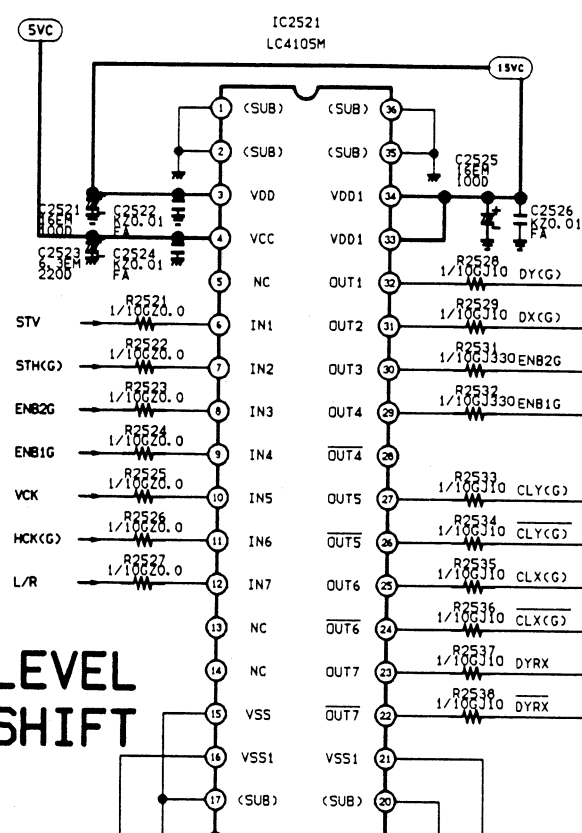 5VC
IC2521
LC4105M
15VC
1 (SUB) (SUB) 36
2 (SUB) (SUB) 35
C2525
16EM
100D
3 VDD VDD1 34
C2521
16EM
100D
C2522
KZ0.01
FA
C2526
KZ0.01
FA
4 VCC VDD1 33
C2523
6.3EM
220D
C2524
KZ0.01
FA
5 NC OUT1 32
R2528
1/10GJ10 DY(G)
R2521
1/10GZ0.0
STV
6 IN1 OUT2 31
R2529
1/10GJ10 DX(G)
R2522
1/10GZ0.0
STH(G)
7 IN2 OUT3 30
R2531
1/10GJ330 ENB2G
R2523
1/10GZ0.0
ENB2G
8 IN3 OUT4 29
R2532
1/10GJ330 ENB1G
R2524
1/10GZ0.0
ENB1G
9 IN4 OUT4 28
R2525
1/10GZ0.0
VCK
10 IN5 OUT5 27
R2533
1/10GJ10 CLY(G)
R2526
1/10GZ0.0
HCK(G)
11 IN6 OUT5 26
R2534
1/10GJ10 CLY(G)
R2527
1/10GZ0.0
L/R
12 IN7 OUT6 25
R2535
1/10GJ10 CLX(G)
13 NC OUT6 24
R2536
1/10GJ10 CLX(G)
14 NC OUT7 23
R2537
1/10GJ10 DYRX
LEVEL
SHIFT
15 VSS OUT7 22
R2538
1/10GJ10 DYRX
16 VSS1 VSS1 21
17 (SUB) (SUB) 20